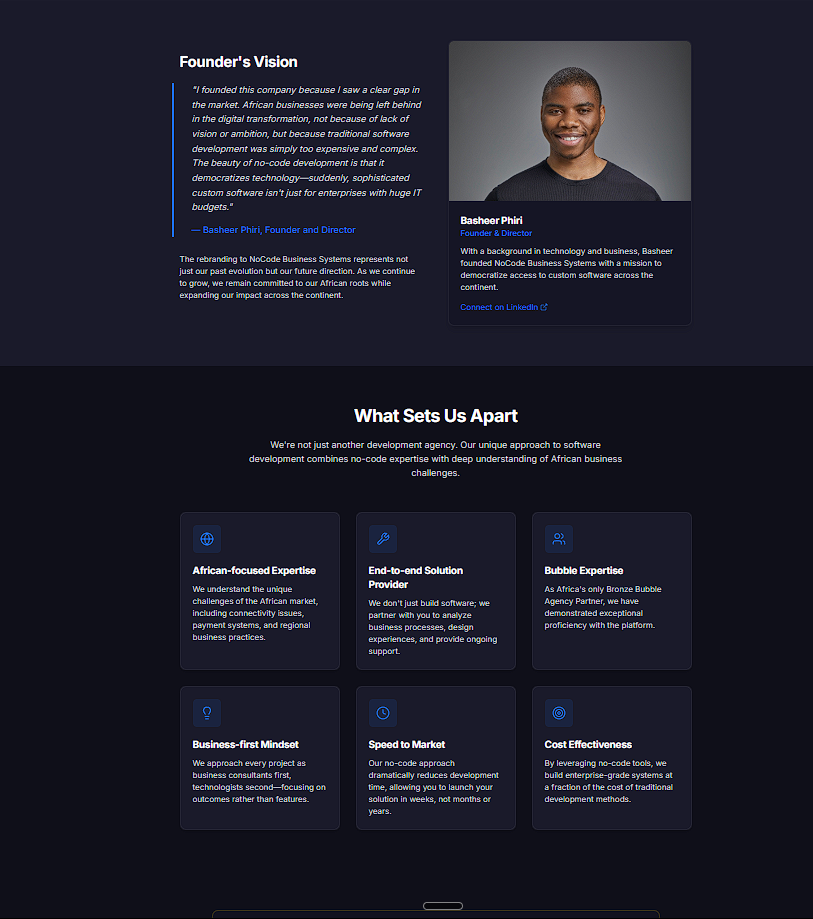 Founder's Vision
"I founded this company because I saw a clear gap in
the market. African businesses were being left behind
in the digital transformation, not because of lack of
vision or ambition, but because traditional software
development was simply too expensive and complex.
The beauty of no-code development is that it
democratizes technology—suddenly, sophisticated
custom software isn't just for enterprises with huge IT
budgets."
— Basheer Phiri, Founder and Director
The rebranding to NoCode Business Systems represents not
just our past evolution but our future direction. As we continue
to grow, we remain committed to our African roots while
expanding our impact across the continent.
Basheer Phiri
Founder & Director
With a background in technology and business, Basheer
founded NoCode Business Systems with a mission to
democratize access to custom software across the
continent.
Connect on LinkedIn
What Sets Us Apart
We're not just another development agency. Our unique approach to software
development combines no-code expertise with deep understanding of African business
challenges.
African-focused Expertise
We understand the unique
challenges of the African market,
including connectivity issues,
payment systems, and regional
business practices.
End-to-end Solution
Provider
We don't just build software; we
partner with you to analyze
business processes, design
experiences, and provide ongoing
support.
Bubble Expertise
As Africa's only Bronze Bubble
Agency Partner, we have
demonstrated exceptional
proficiency with the platform.
Business-first Mindset
We approach every project as
business consultants first,
technologists second—focusing on
outcomes rather than features.
Speed to Market
Our no-code approach
dramatically reduces development
time, allowing you to launch your
solution in weeks, not months or
years.
Cost Effectiveness
By leveraging no-code tools, we
build enterprise-grade systems at
a fraction of the cost of traditional
development methods.